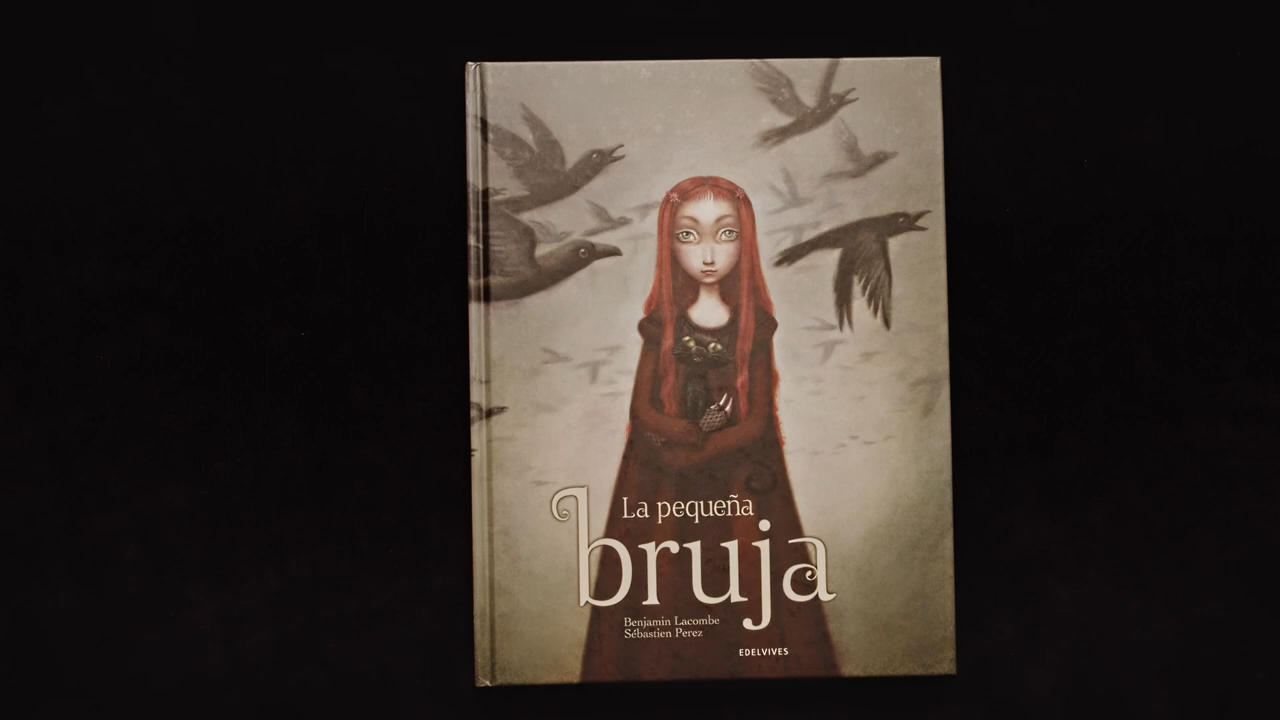 La pequeña
bruja
Benjamin Lacombe
Sébastien Perez
EDELVIVES